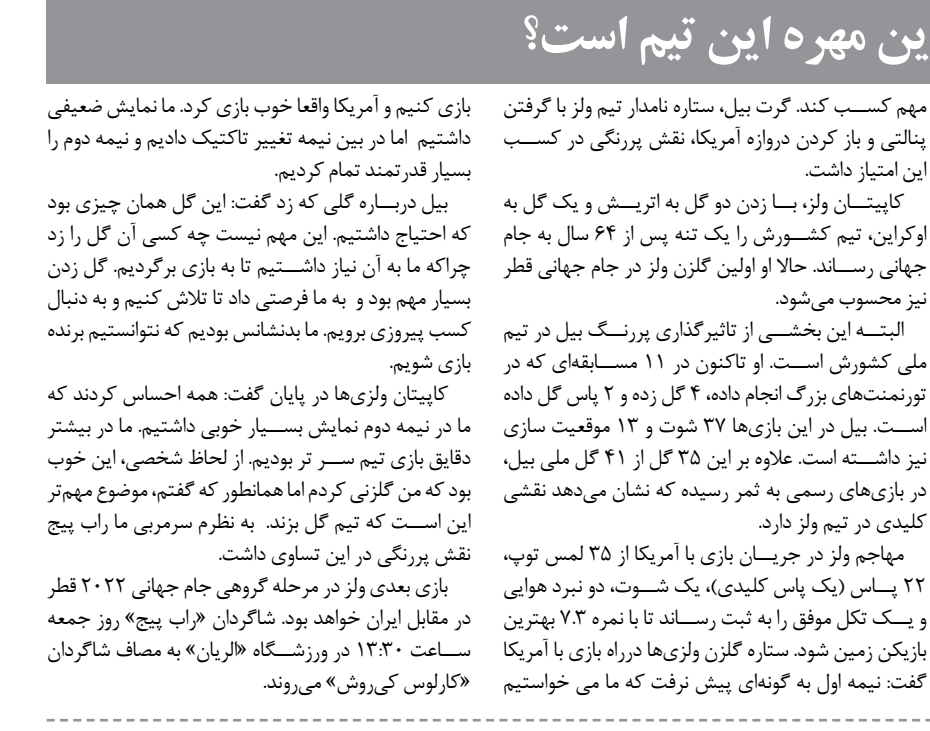 ین مهره این تیم است؟
مهم کسب کند. گرت بیل، ستاره نامدار تیم ولز با گرفتن
پنالتی و باز کردن دروازه آمریکا، نقش پررنگی در کسب
این امتیاز داشت.
کاپیتان ولز، با زدن دو گل به اتریش و یک گل به
اوکراین، تیم کشورش را یک تنه پس از ۶۴ سال به جام
جهانی رساند. حالا او اولین گلزن ولز در جام جهانی قطر
نیز محسوب می‌شود.
البته این بخشی از تاثیرگذاری پررنگ بیل در تیم
ملی کشورش است. او تاکنون در ۱۱ مسابقه‌ای که در
تورنمنت‌های بزرگ انجام داده، ۴ گل زده و ۲ پاس گل داده
است. بیل در این بازی‌ها ۳۷ شوت و ۱۳ موقعیت سازی
نیز داشته است. علاوه بر این ۳۵ گل از ۴۱ گل ملی بیل،
در بازی‌های رسمی به ثمر رسیده که نشان می‌دهد نقشی
کلیدی در تیم ولز دارد.
مهاجم ولز در جریان بازی با آمریکا از ۳۵ لمس توپ،
۲۲ پاس (یک پاس کلیدی)، یک شوت، دو نبرد هوایی
و یک تکل موفق را به ثبت رساند تا با نمره ۷.۳ بهترین
بازیکن زمین شود. ستاره گلزن ولزی‌ها درراه بازی با آمریکا
گفت: نیمه اول به گونه‌ای پیش نرفت که ما می خواستیم
بازی کنیم و آمریکا واقعا خوب بازی کرد. ما نمایش ضعیفی
داشتیم اما در بین نیمه تغییر تاکتیک دادیم و نیمه دوم را
بسیار قدرتمند تمام کردیم.
بیل درباره گلی که زد گفت: این گل همان چیزی بود
که احتیاج داشتیم. این مهم نیست چه کسی آن گل را زد
چراکه ما به آن نیاز داشتیم تا به بازی برگردیم. گل زدن
بسیار مهم بود و به ما فرصتی داد تا تلاش کنیم و به دنبال
کسب پیروزی برویم. ما بدنشانس بودیم که نتوانستیم برنده
بازی شویم.
کاپیتان ولزی‌ها در پایان گفت: همه احساس کردند که
ما در نیمه دوم نمایش بسیار خوبی داشتیم. ما در بیشتر
دقایق بازی تیم سر تر بودیم. از لحاظ شخصی، این خوب
بود که من گلزنی کردم اما همانطور که گفتم، موضوع مهم‌تر
این است که تیم گل بزند. به نظرم سرمربی ما راب پیج
نقش پررنگی در این تساوی داشت.
بازی بعدی ولز در مرحله گروهی جام جهانی ۲۰۲۲ قطر
در مقابل ایران خواهد بود. شاگردان «راب پیج» روز جمعه
ساعت ۱۳:۳۰ در ورزشگاه «الریان» به مصاف شاگردان
«کارلوس کی‌روش» می‌روند.